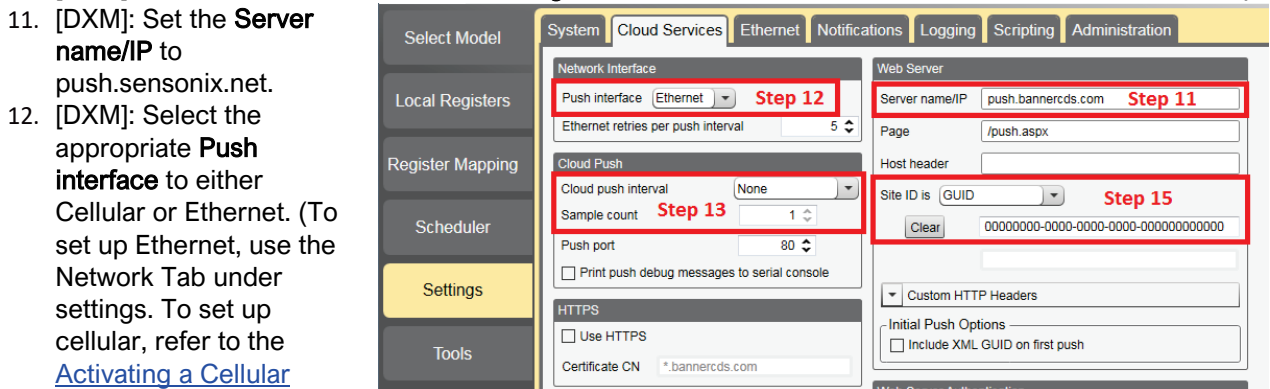 11. [DXM]: Set the Server
name/IP to
push.sensonix.net.
12. [DXM]: Select the
appropriate Push
interface to either
Cellular or Ethernet. (To
set up Ethernet, use the
Network Tab under
settings. To set up
cellular, refer to the
Activating a Cellular
Select Model
Local Registers
Register Mapping
Scheduler
Settings
Tools
System Cloud Services Ethernet Notifications Logging Scripting Administration
Network Interface
Push interface Ethernet Step 12
Ethernet retries per push interval 5
Cloud Push
Cloud push interval None
Sample count Step 13 1
Push port 80
Print push debug messages to serial console
HTTPS
Use HTTPS
Certificate CN *.bannercds.com
Web Server
Server name/IP push.bannercds.com Step 11
Page /push.aspx
Host header
Site ID is GUID Step 15
Clear 00000000-0000-0000-0000-000000000000
Custom HTTP Headers
Initial Push Options
Include XML GUID on first push